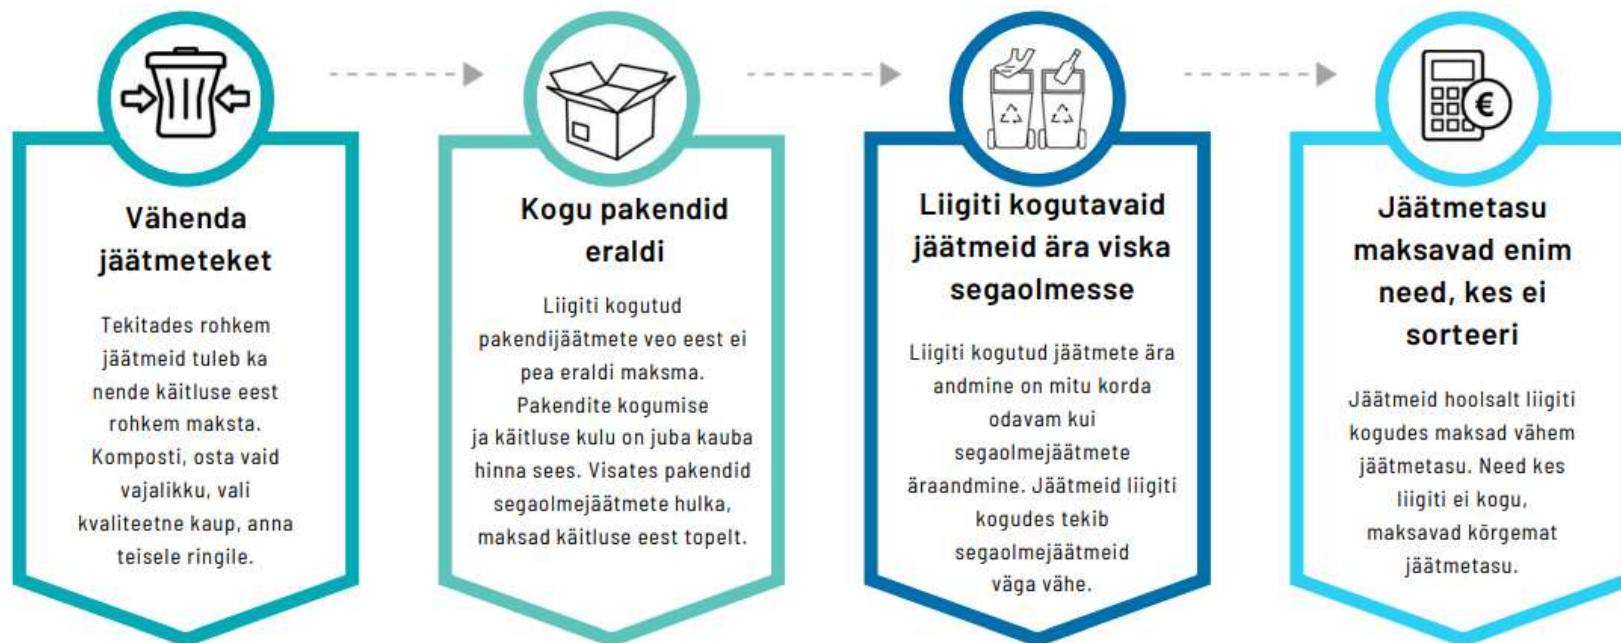 Vähenda
jäätmeteket
Tekitades rohkem
jäätmeid tuleb ka
nende käitluse eest
rohkem maksta.
Komposti, osta vaid
vajalikku, vali
kvaliteetne kaup, anna
teisele ringile.
Kogu pakendid
eraldi
Liigiti kogutud
pakendijäätmete veo eest ei
pea eraldi maksma.
Pakendite kogumise
ja käitluse kulu on juba kauba
hinna sees. Visates pakendid
segaolmejäätmete hulka,
maksad käitluse eest topelt.
Liigiti kogutavaid
jäätmeid ära viska
segaolmesse
Liigiti kogutud jäätmete ära
andmine on mitu korda
odavam kui
segaolmejäätmete
äraandmine. Jäätmeid liigiti
kogudes tekib
segaolmejäätmeid
väga vähe.
€
Jäätmetasu
maksavad enim
need, kes ei
sorteeri
Jäätmeid hoolsalt liigiti
kogudes maksad vähem
jäätmetasu. Need kes
liigiti ei kogu,
maksavad kõrgemat
jäätmetasu.